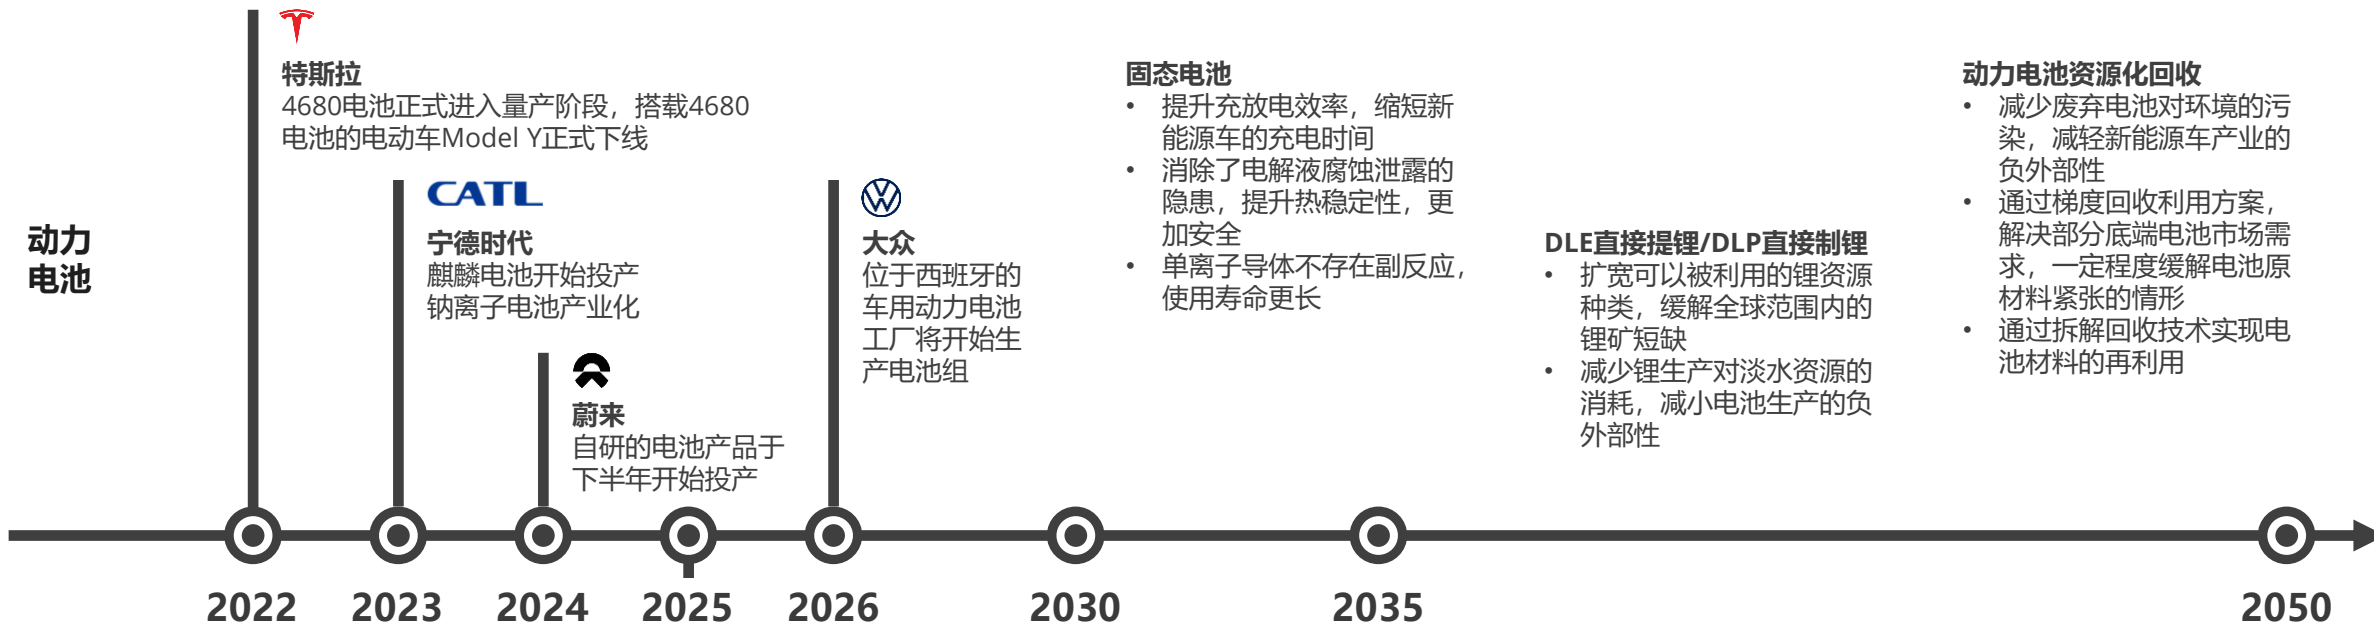 动力
电池
特斯拉
4680电池正式进入量产阶段，搭载4680
电池的电动车Model Y正式下线
CATL
宁德时代
麒麟电池开始投产
钠离子电池产业化
蔚来
自研的电池产品于
下半年开始投产
大众
位于西班牙的
车用动力电池
工厂将开始生
产电池组
固态电池
• 提升充放电效率，缩短新
能源车的充电时间
• 消除了电解液腐蚀泄露的
隐患，提升热稳定性，更
加安全
• 单离子导体不存在副反应，
使用寿命更长
DLE直接提锂/DLP直接制锂
• 扩宽可以被利用的锂资源
种类，缓解全球范围内的
锂矿短缺
• 减少锂生产对淡水资源的
消耗，减小电池生产的负
外部性
动力电池资源化回收
• 减少废弃电池对环境的污
染，减轻新能源车产业的
负外部性
• 通过梯度回收利用方案，
解决部分底端电池市场需
求，一定程度缓解电池原
材料紧张的情形
• 通过拆解回收技术实现电
池材料的再利用
2022
2023
2024
2025
2026
2030
2035
2050